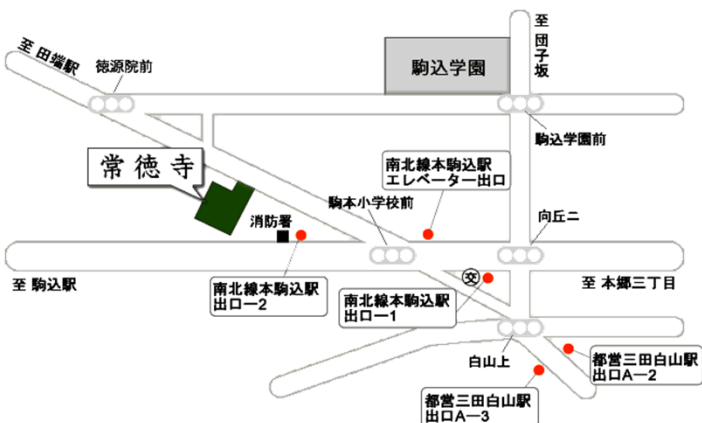 至 団子坂
至 田端駅
徳源院前
駒込学園
駒込学園前
常徳寺
南北線本駒込駅
エレベーター出口
駒本小学校前
消防署
向丘二
至 駒込駅
南北線本駒込駅
出口ー2
交
南北線本駒込駅
出口ー1
至 本郷三丁目
白山上
都営三田白山駅
出口Aー2
都営三田白山駅
出口Aー3